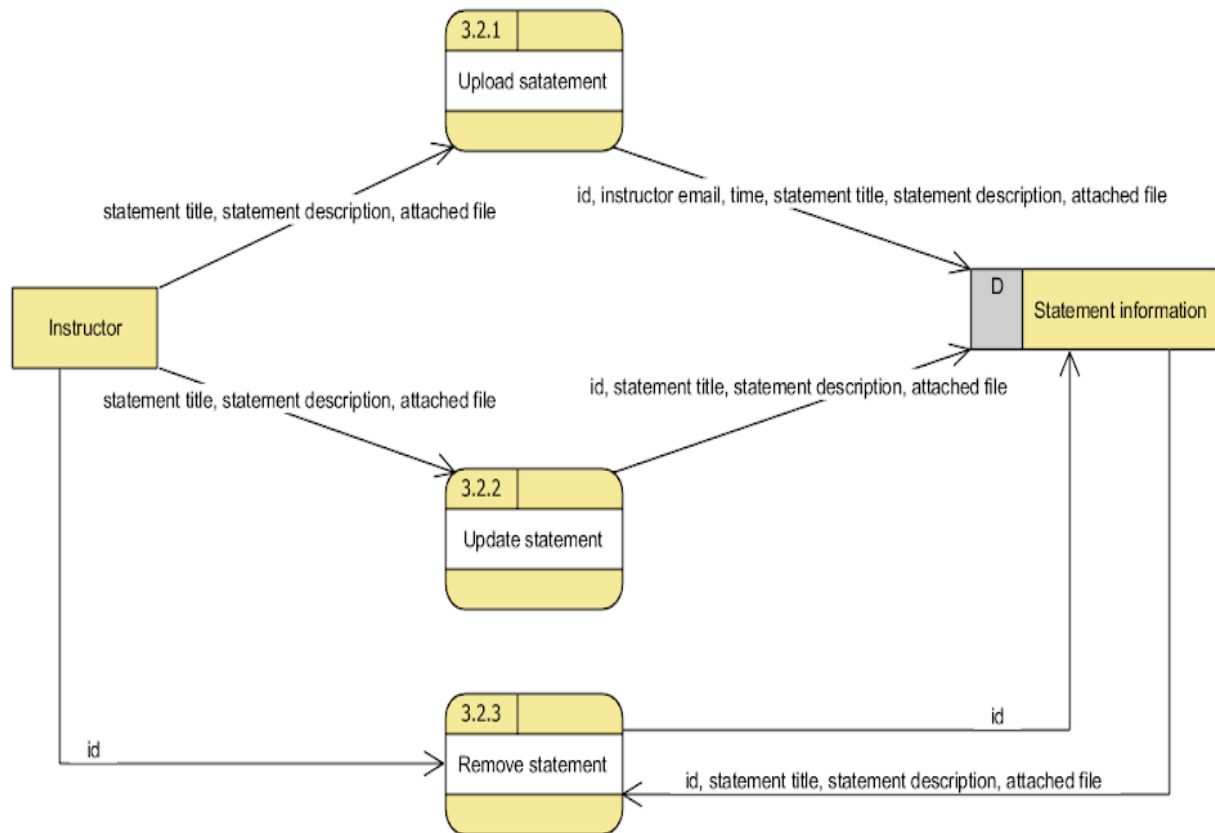 3.2.1
Upload satatement
statement title, statement description, attached file
id, instructor email, time, statement title, statement description, attached file
Instructor
D
Statement information
statement title, statement description, attached file
id, statement title, statement description, attached file
3.2.2
Update statement
3.2.3
Remove statement
id
id
id, statement title, statement description, attached file